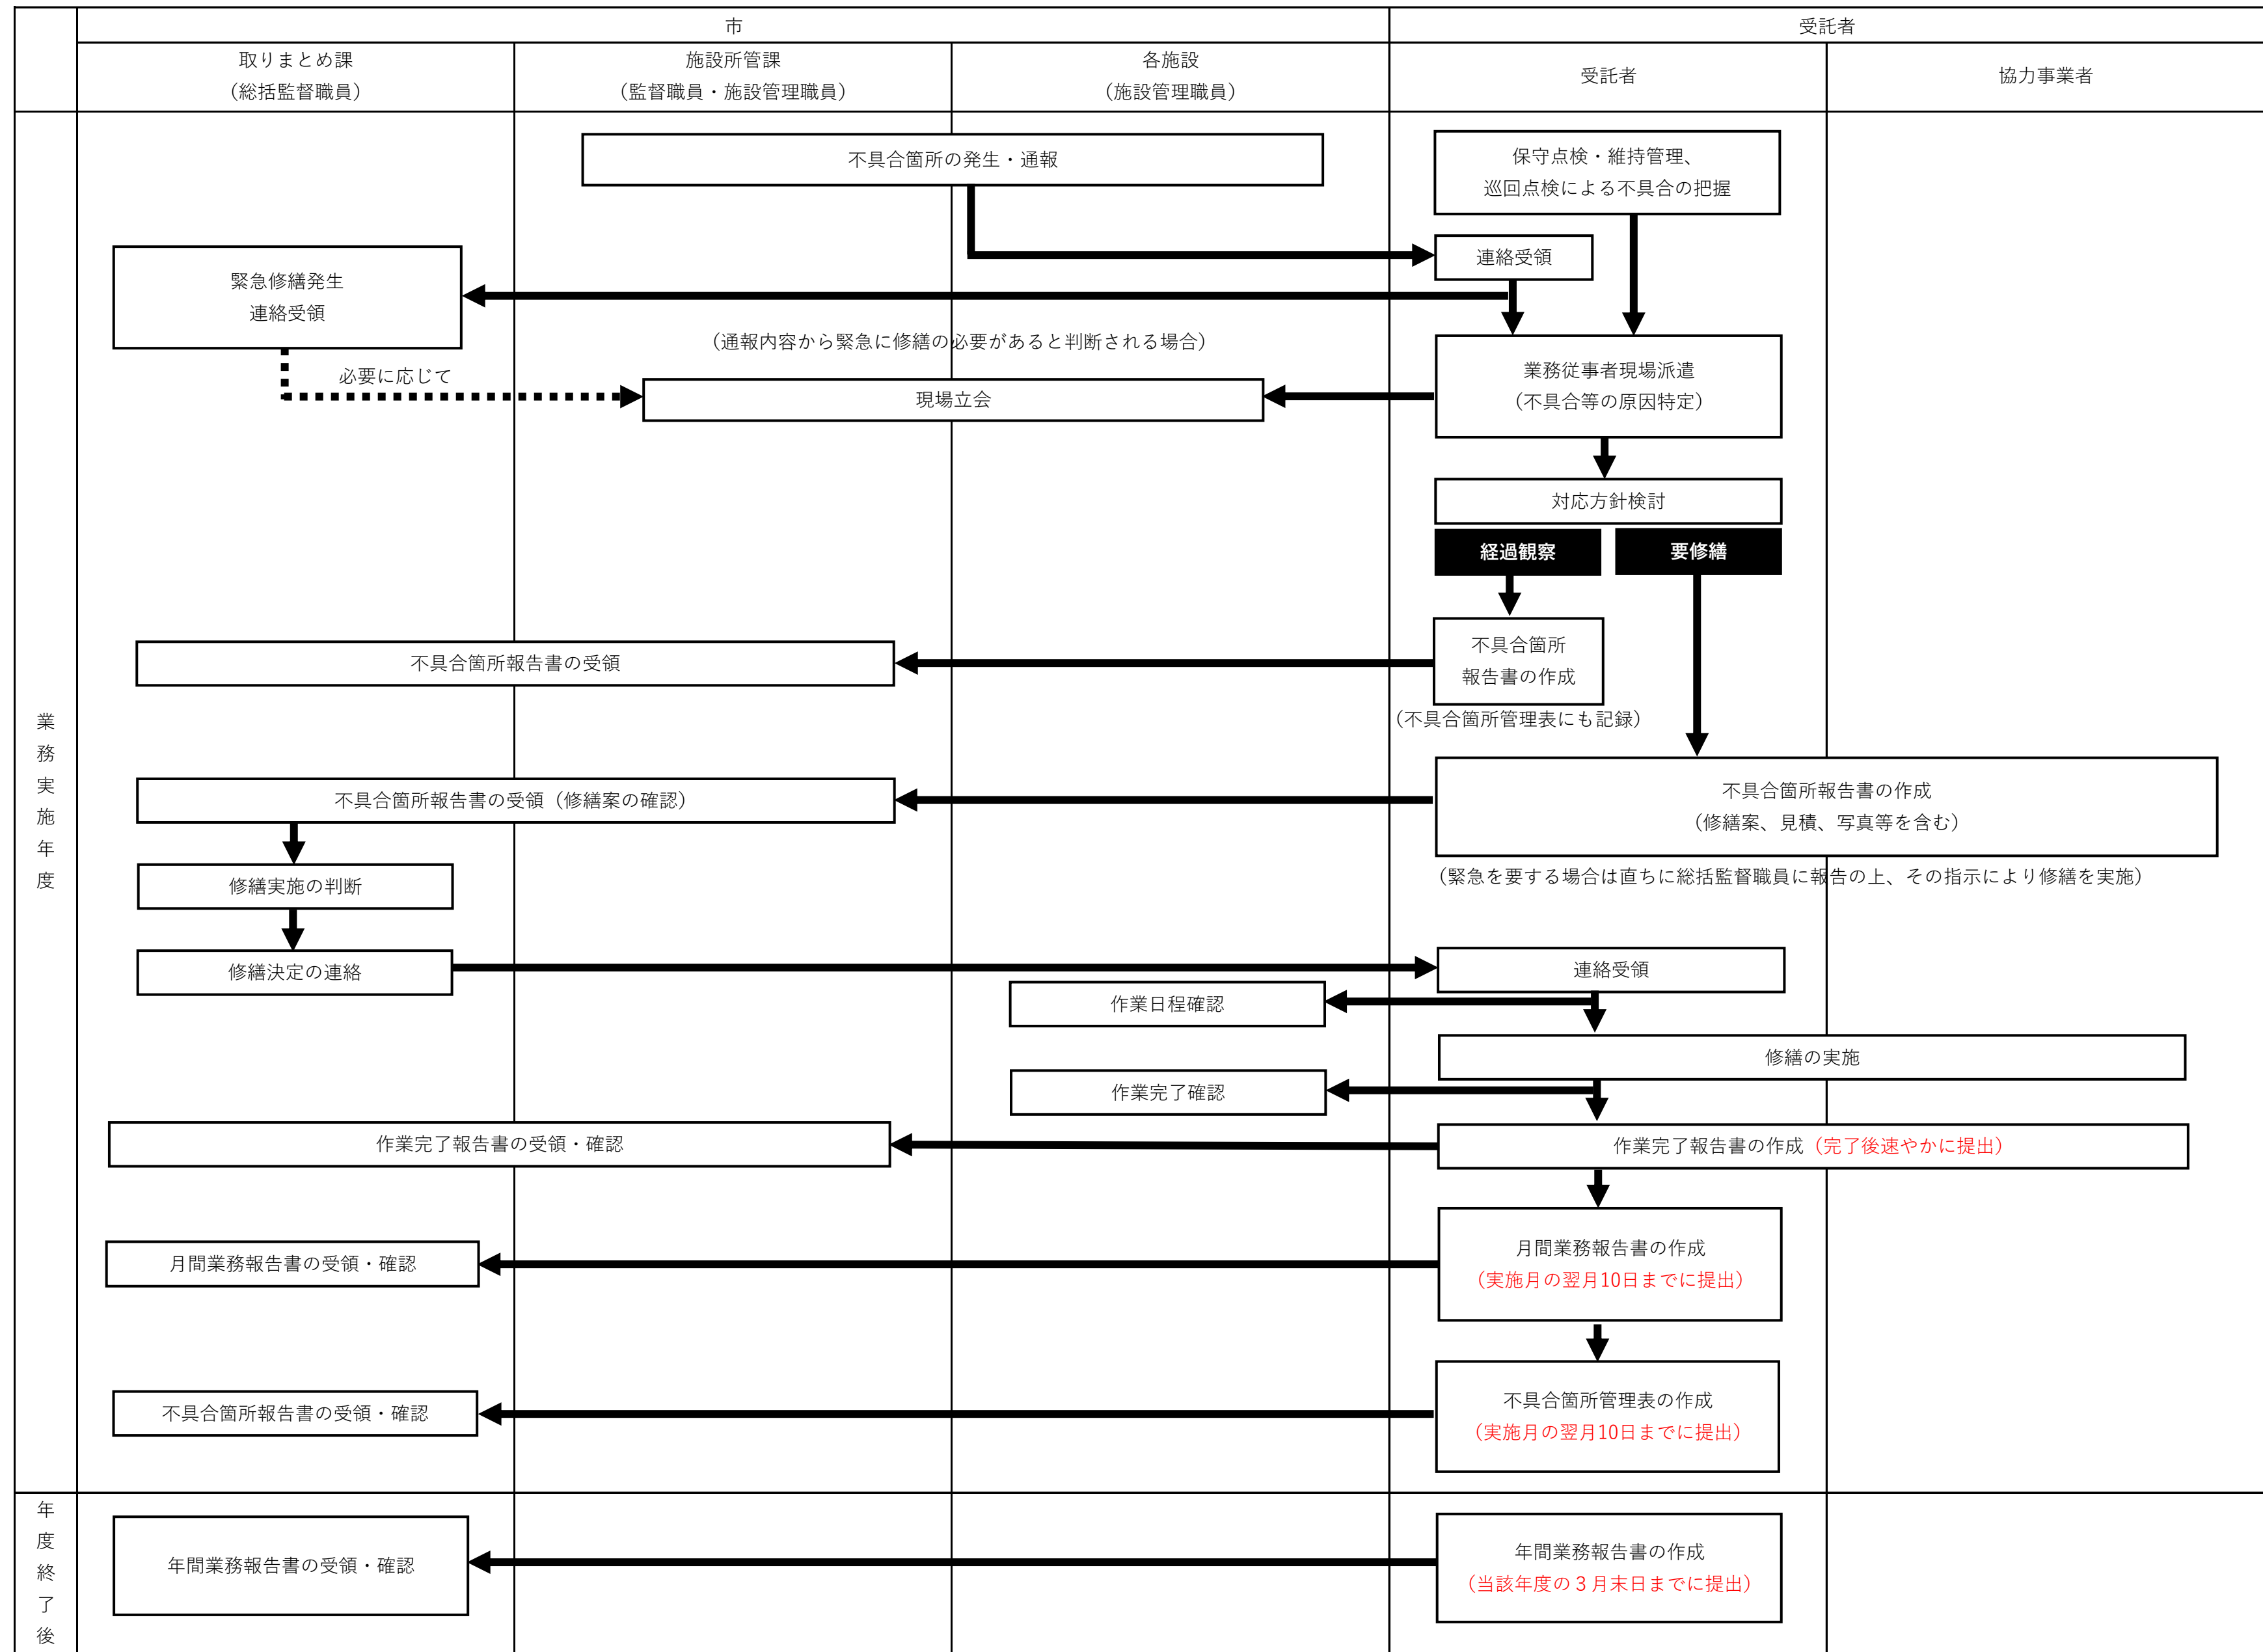 市
受託者
取りまとめ課
（総括監督職員）
施設所管課
（監督職員・施設管理職員）
各施設
（施設管理職員）
受託者
協力事業者
業務実施年度
不具合箇所の発生・通報
保守点検・維持管理、
巡回点検による不具合の把握
連絡受領
緊急修繕発生
連絡受領
（通報内容から緊急に修繕の必要があると判断される場合）
必要に応じて
現場立会
業務従事者現場派遣
（不具合等の原因特定）
対応方針検討
経過観察
要修繕
不具合箇所
報告書の作成
不具合箇所報告書の受領
（不具合箇所管理表にも記録）
不具合箇所報告書の受領（修繕案の確認）
不具合箇所報告書の作成
（修繕案、見積、写真等を含む）
（緊急を要する場合は直ちに総括監督職員に報告の上、その指示により修繕を実施）
修繕実施の判断
修繕決定の連絡
連絡受領
作業日程確認
修繕の実施
作業完了確認
作業完了報告書の受領・確認
作業完了報告書の作成（完了後速やかに提出）
月間業務報告書の受領・確認
月間業務報告書の作成
（実施月の翌月10日までに提出）
不具合箇所報告書の受領・確認
不具合箇所管理表の作成
（実施月の翌月10日までに提出）
年度終了後
年間業務報告書の受領・確認
年間業務報告書の作成
（当該年度の３月末日までに提出）